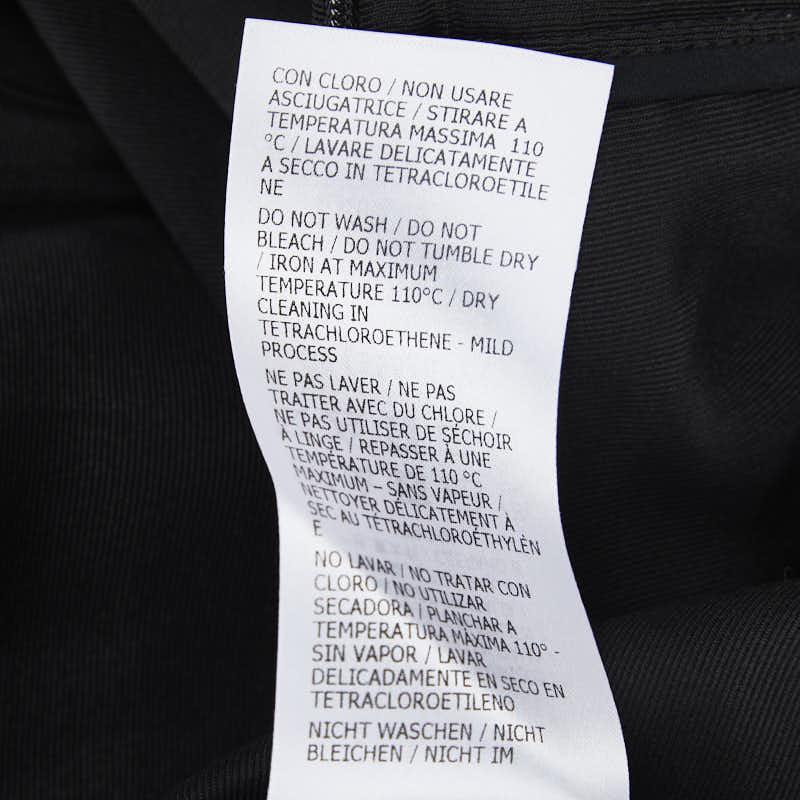 CON CLORO / NON USARE
ASCIUGATRICE / STIRARE A
TEMPERATURA MASSIMA 110
°C / LAVARE DELICATAMENTE
A SECCO IN TETRACLOROETILE
NE
DO NOT WASH / DO NOT
BLEACH / DO NOT TUMBLE DRY
/ IRON AT MAXIMUM
TEMPERATURE 110°C / DRY
CLEANING IN
TETRACHLOROETHENE - MILD
PROCESS
NE PAS LAVER / NE PAS
TRAITER AVEC DU CHLORE /
NE PAS UTILISER DE SÉCHOIR
À LINGE / REPASSER À UNE
TEMPÉRATURE DE 110 °C
MAXIMUM – SANS VAPEUR /
NETTOYER DÉLICATEMENT À
SEC AU TÉTRACHLOROÉTHYLÈN
E
NO LAVAR / NO TRATAR CON
CLORO / NO UTILIZAR
SECADORA / PLANCHAR A
TEMPERATURA MÁXIMA 110° -
SIN VAPOR / LAVAR
DELICADAMENTE EN SECO EN
TETRACLOROETILENO
NICHT WASCHEN / NICHT
BLEICHEN / NICHT IM